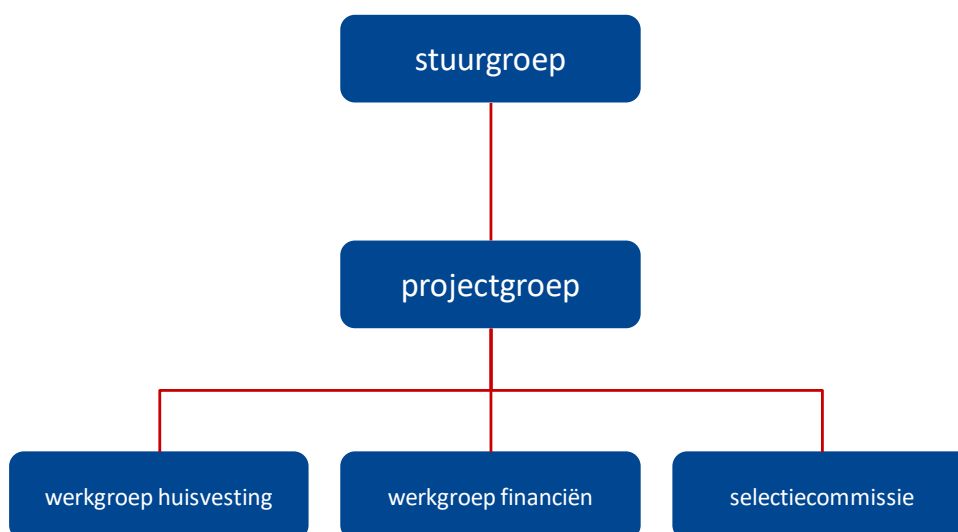 stuurgroep
projectgroep
werkgroep huisvesting
werkgroep financiën
selectiecommissie